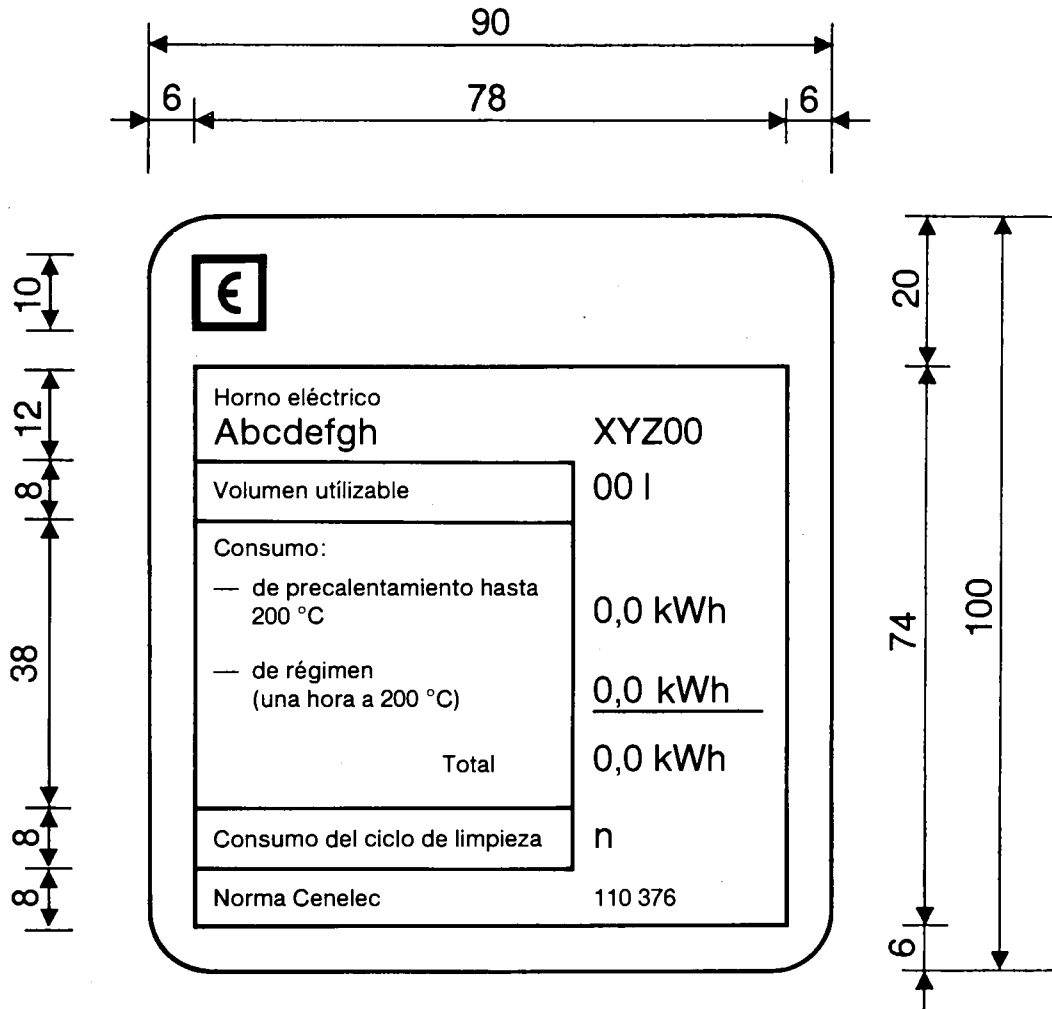 90
6 78 6
10
20
Є
12
Horno eléctrico
Abcdefgh XYZ00
8
Volumen utilizable 00 l
38
Consumo:
— de precalentamiento hasta
200 °C 0,0 kWh
— de régimen
(una hora a 200 °C) 0,0 kWh
Total 0,0 kWh
74
100
8
Consumo del ciclo de limpieza n
8
Norma Cenelec 110 376
6